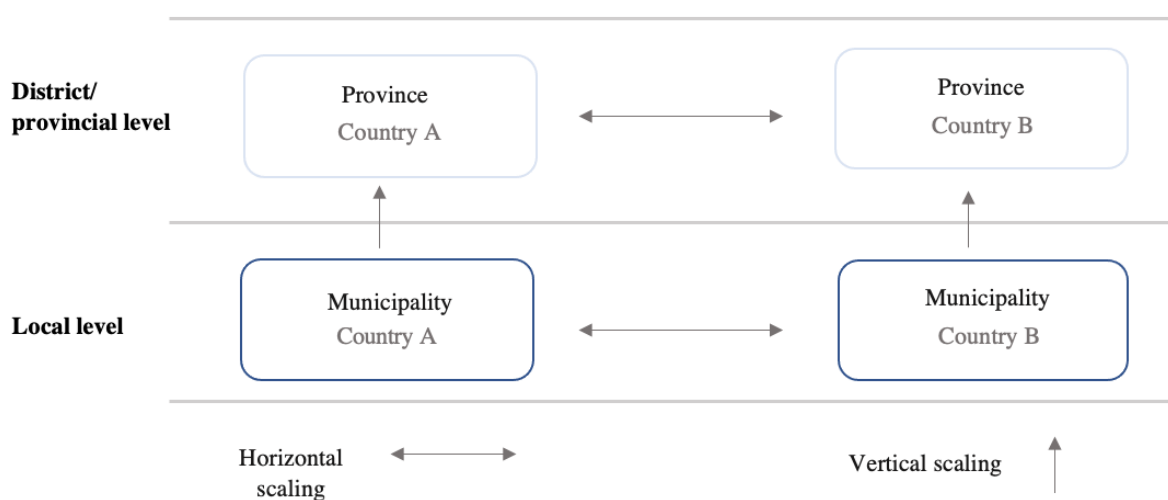 District/
provincial level
Province
Country A
Province
Country B
Local level
Municipality
Country A
Municipality
Country B
Horizontal
scaling
Vertical scaling